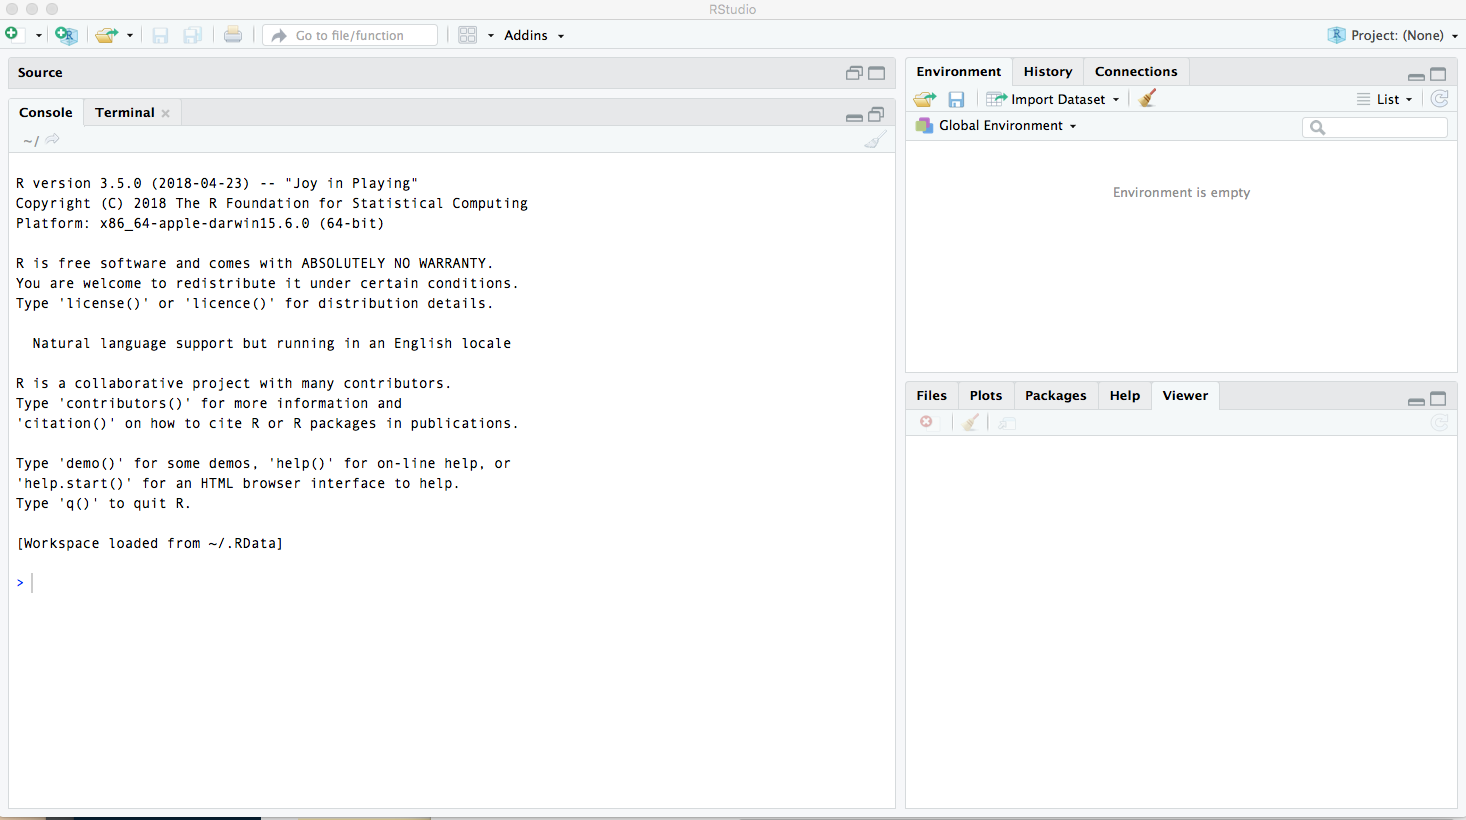 RStudio
Go to file/function
Addins
Project: (None)
Source
Console
Terminal
~/
R version 3.5.0 (2018-04-23) -- "Joy in Playing"
Copyright (C) 2018 The R Foundation for Statistical Computing
Platform: x86_64-apple-darwin15.6.0 (64-bit)
R is free software and comes with ABSOLUTELY NO WARRANTY.
You are welcome to redistribute it under certain conditions.
Type 'license()' or 'licence()' for distribution details.
Natural language support but running in an English locale
R is a collaborative project with many contributors.
Type 'contributors()' for more information and
'citation()' on how to cite R or R packages in publications.
Type 'demo()' for some demos, 'help()' for on-line help, or
'help.start()' for an HTML browser interface to help.
Type 'q()' to quit R.
[Workspace loaded from ~/.RData]
>
Environment History Connections
Import Dataset List
Global Environment
Environment is empty
Files Plots Packages Help Viewer